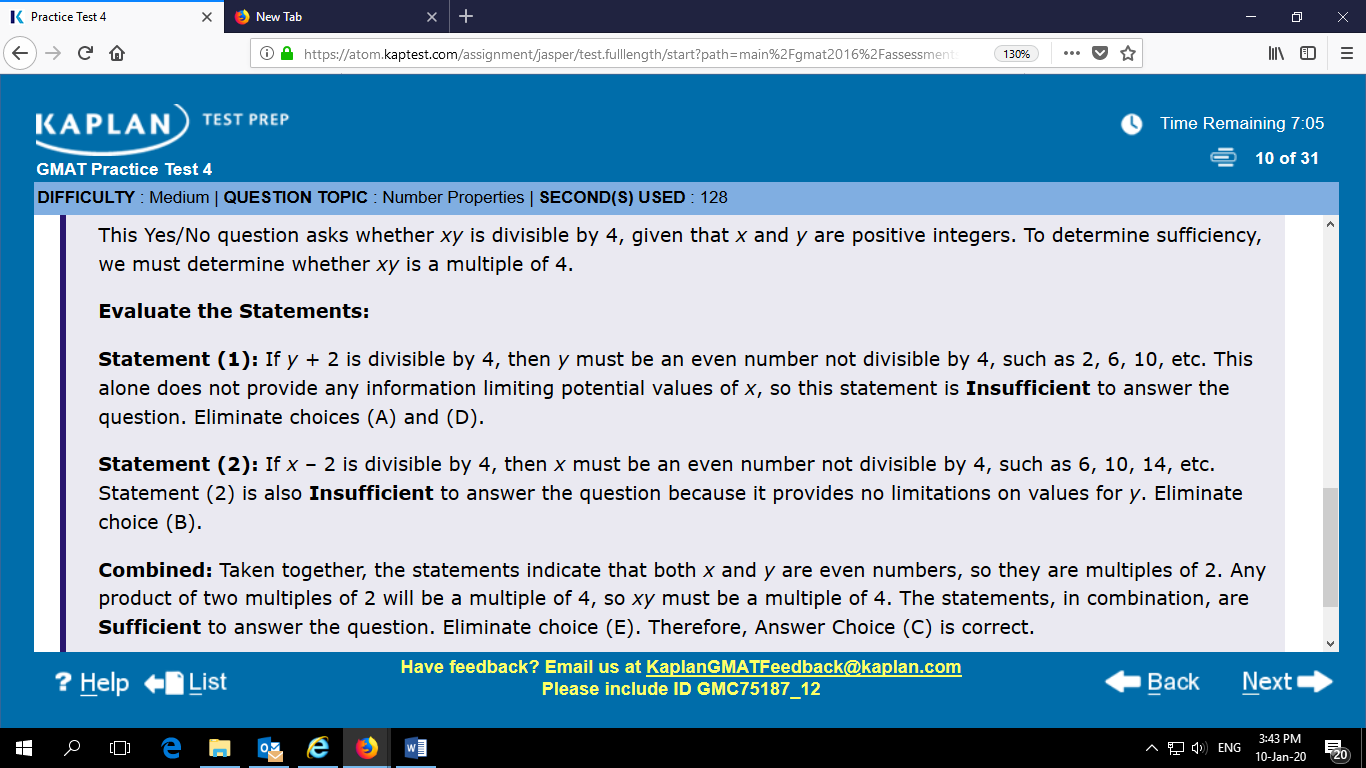 Practice Test 4
New Tab
https://atom.kaptest.com/assignment/jasper/test.fulllength/start?path=main%2Fgmat2016%2Fassessment
130%
KAPLAN TEST PREP
Time Remaining 7:05
GMAT Practice Test 4
10 of 31
DIFFICULTY : Medium | QUESTION TOPIC : Number Properties | SECOND(S) USED : 128
This Yes/No question asks whether xy is divisible by 4, given that x and y are positive integers. To determine sufficiency,
we must determine whether xy is a multiple of 4.
Evaluate the Statements:
Statement (1): If y + 2 is divisible by 4, then y must be an even number not divisible by 4, such as 2, 6, 10, etc. This
alone does not provide any information limiting potential values of x, so this statement is Insufficient to answer the
question. Eliminate choices (A) and (D).
Statement (2): If x – 2 is divisible by 4, then x must be an even number not divisible by 4, such as 6, 10, 14, etc.
Statement (2) is also Insufficient to answer the question because it provides no limitations on values for y. Eliminate
choice (B).
Combined: Taken together, the statements indicate that both x and y are even numbers, so they are multiples of 2. Any
product of two multiples of 2 will be a multiple of 4, so xy must be a multiple of 4. The statements, in combination, are
Sufficient to answer the question. Eliminate choice (E). Therefore, Answer Choice (C) is correct.
Have feedback? Email us at KaplanGMATFeedback@kaplan.com
Please include ID GMC75187_12
? Help
List
Back
Next
ENG
3:43 PM
10-Jan-20
20